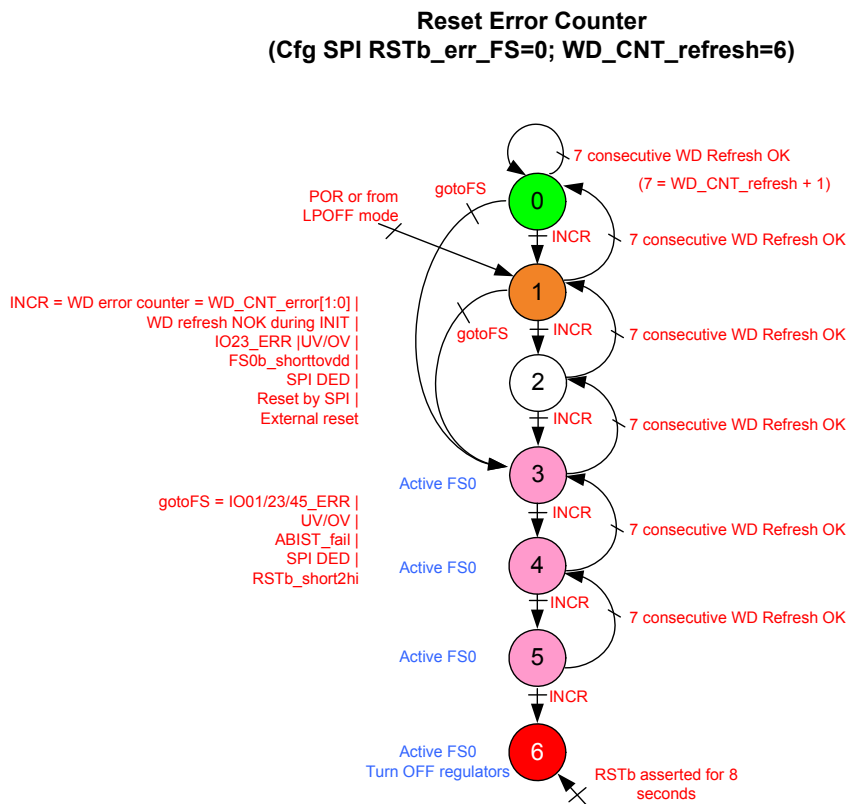 Reset Error Counter
(Cfg SPI RSTb_err_FS=0; WD_CNT_refresh=6)
7 consecutive WD Refresh OK
(7 = WD_CNT_refresh + 1)
gotoFS
0
POR or from
LPOFF mode
INCR
7 consecutive WD Refresh OK
1
INCR = WD error counter = WD_CNT_error[1:0] |
WD refresh NOK during INIT |
IO23_ERR |UV/OV |
FS0b_shorttovdd |
SPI DED |
Reset by SPI |
External reset
gotoFS
INCR
7 consecutive WD Refresh OK
2
INCR
7 consecutive WD Refresh OK
3
Active FS0
gotoFS = IO01/23/45_ERR |
UV/OV |
ABIST_fail |
SPI DED |
RSTb_short2hi
INCR
7 consecutive WD Refresh OK
Active FS0
4
INCR
7 consecutive WD Refresh OK
Active FS0
5
INCR
Active FS0
Turn OFF regulators
6
RSTb asserted for 8
seconds